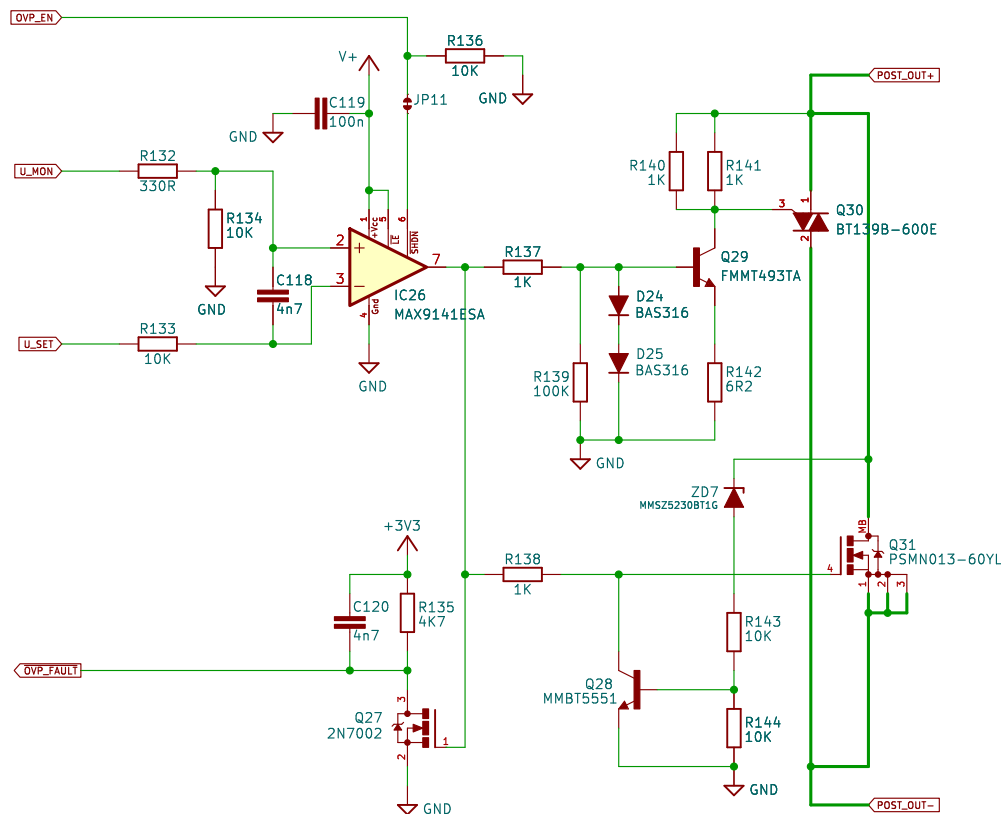 OVP_EN
R136
10K
GND
V+
JP11
C119
100n
GND
POST_OUT+
U_MON
R132
330R
R134
10K
GND
C118
4n7
U_SET
R133
10K
1
+Vcc
5
LE
6
SHDN
2
+
3
−
7
4
Gnd
IC26
MAX9141ESA
GND
R137
1K
R140
1K
R141
1K
3
1
2
Q30
BT139B-600E
Q29
FMMT493TA
D24
BAS316
D25
BAS316
R139
100K
R142
6R2
GND
ZD7
MMSZ5230BT1G
MB
Q31
PSMN013-60YL
4
1
2
3
+3V3
R138
1K
C120
4n7
R135
4K7
OVP_FAULT
3
Q27
2N7002
1
2
GND
Q28
MMBT5551
R143
10K
R144
10K
GND
POST_OUT-